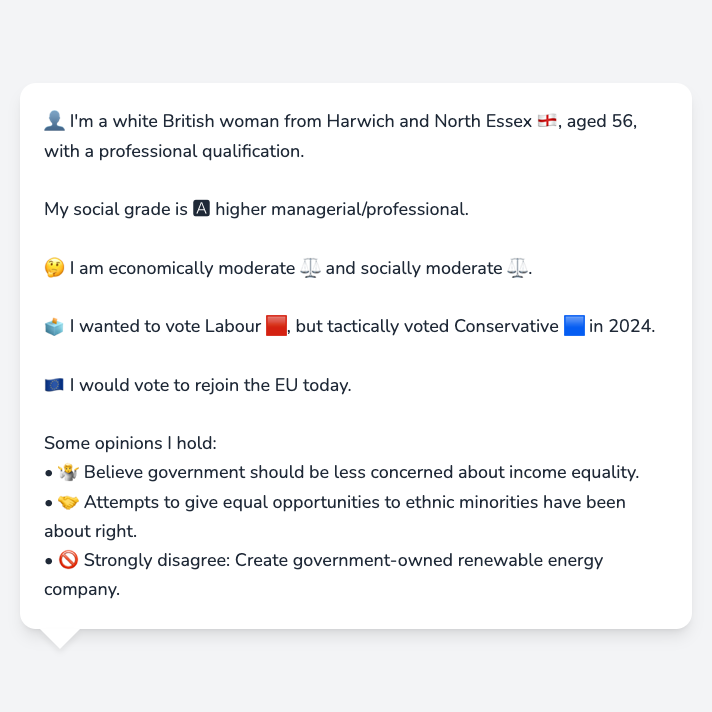 👤 I'm a white British woman from Harwich and North Essex 🏴󠁧󠁢󠁥󠁮󠁧󠁿, aged 56,
with a professional qualification.
My social grade is 🅰 higher managerial/professional.
🤔 I am economically moderate ⚖️ and socially moderate ⚖️.
🗳️ I wanted to vote Labour 🟥, but tactically voted Conservative 🟦 in 2024.
🇪🇺 I would vote to rejoin the EU today.
Some opinions I hold:
• 🤷 Believe government should be less concerned about income equality.
• 🤝 Attempts to give equal opportunities to ethnic minorities have been
about right.
• 🚫 Strongly disagree: Create government-owned renewable energy
company.